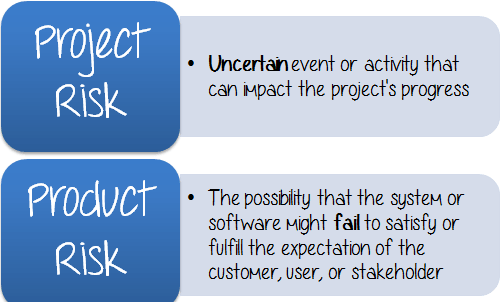 Project
Risk
• Uncertain event or activity that
can impact the project's progress
Product
Risk
• The possibility that the system or
software might fail to satisfy or
fulfill the expectation of the
customer, user, or stakeholder